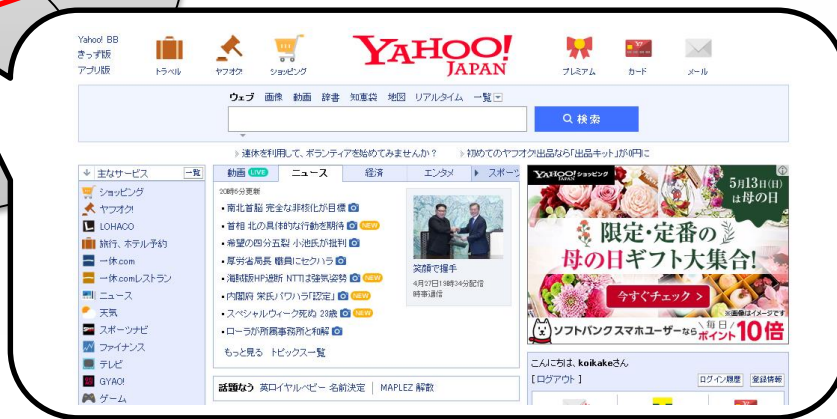 Yahoo! BB
きっず版
アプリ版
トラベル
ヤフオク!
ショッピング
YAHOO!
JAPAN
プレミアム
カード
メール
ウェブ 画像 動画 辞書 知恵袋 地図 リアルタイム 一覧
検索
連休を利用して、ボランティアを始めてみませんか?
初めてのヤフオク!出品なら「出品キット」が0円に
主なサービス 一覧
ショッピング
ヤフオク!
LOHACO
旅行、ホテル予約
一休.com
一休.comレストラン
ニュース
天気
スポーツナビ
ファイナンス
テレビ
GYAO!
ゲーム
動画 LIVE ニュース 経済 エンタメ スポーツ
20時6分更新
南北首脳 完全な非核化が目標
首相 北の具体的な行動を期待 NEW
希望の四分五裂 小池氏が批判
厚労省局長 職員にセクハラ
海賊版HP遮断 NTTは強気姿勢 NEW
内閣府 栄氏パワハラ「認定」 NEW
スペシャルウィーク死ぬ 23歳 NEW
ローラが所属事務所と和解
もっと見る トピックス一覧
笑顔で握手
4月27日19時34分配信
時事通信
話題なう 英ロイヤルベビー 名前決定 | MAPLEZ 解散
YAHOO! ショッピング
5月13日(日)
は母の日
限定・定番の
母の日ギフト大集合!
今すぐチェック >
※画像はイメージです
ソフトバンクスマホユーザーなら 毎日 ポイント 10倍
こんにちは、koikakeさん
[ ログアウト ]
ログイン履歴 登録情報